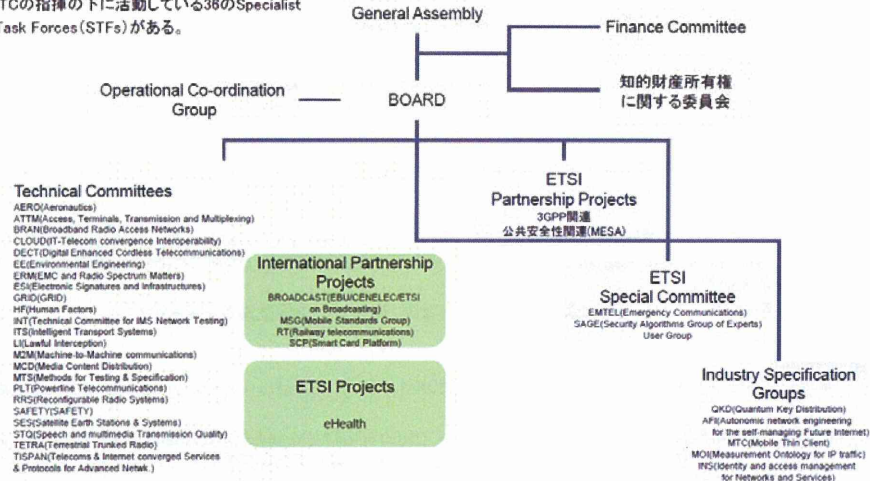 TCの指揮の下に活動している36のSpecialist
Task Forces(STFs)がある。
General Assembly
Finance Committee
知的財産所有権
に関する委員会
Operational Co-ordination
Group
BOARD
Technical Committees
AERO(Aeronautics)
ATTM(Access, Terminals, Transmission and Multiplexing)
BRAN(Broadband Radio Access Networks)
CLOUD(IT-Telecom convergence Interoperability)
DECT(Digital Enhanced Cordless Telecommunications)
EE(Environmental Engineering)
ERM(EMC and Radio Spectrum Matters)
ESI(Electronic Signatures and Infrastructures)
GRID(GRID)
HF(Human Factors)
INT(Technical Committee for IMS Network Testing)
ITS(Intelligent Transport Systems)
LI(Lawful Interception)
M2M(Machine-to-Machine communications)
MCD(Media Content Distribution)
MTS(Methods for Testing & Specification)
PLT(Powerline Telecommunications)
RRS(Reconfigurable Radio Systems)
SAFETY(SAFETY)
SES(Satellite Earth Stations & Systems)
STQ(Speech and multimedia Transmission Quality)
TETRA(Terrestrial Trunked Radio)
TISPAN(Telecoms & Internet converged Services
& Protocols for Advanced Netwk.)
International Partnership
Projects
BROADCAST(EBU/CENELEC/ETSI
on Broadcasting)
MSG(Mobile Standards Group)
RT(Railway telecommunications)
SCP(Smart Card Platform)
ETSI Projects
eHealth
ETSI
Partnership Projects
3GPP関連
公共安全性関連(MESA)
ETSI
Special Committee
EMTEL(Emergency Communications)
SAGE(Security Algorithms Group of Experts)
User Group
Industry Specification
Groups
QKD(Quantum Key Distribution)
AFI(Autonomic network engineering
for the self-managing Future Internet)
MTC(Mobile Thin Client)
MOI(Measurement Ontology for IP traffic)
INS(Identity and access management
for Networks and Services)